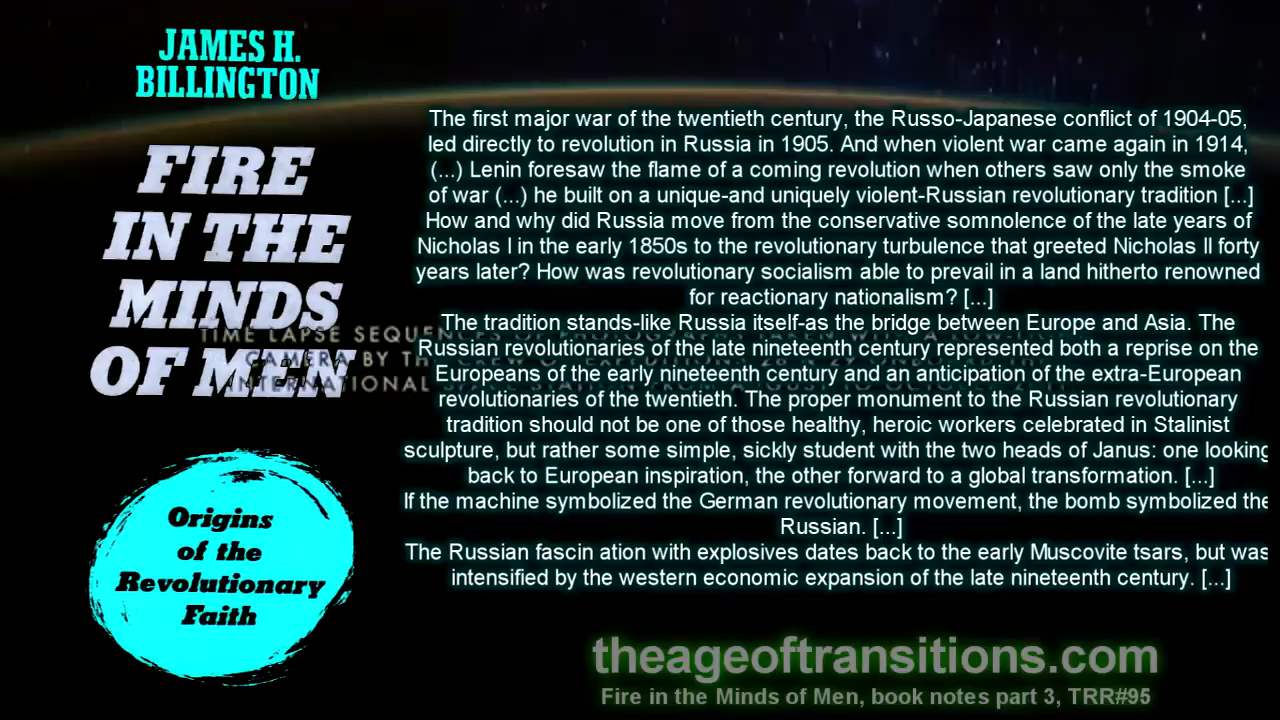 JAMES H.
BILLINGTON
FIRE
IN THE
MINDS
OF MEN
Origins
of the
Revolutionary
Faith
The first major war of the twentieth century, the Russo-Japanese conflict of 1904-05,
led directly to revolution in Russia in 1905. And when violent war came again in 1914,
(...) Lenin foresaw the flame of a coming revolution when others saw only the smoke
of war (...) he built on a unique-and uniquely violent-Russian revolutionary tradition [...]
How and why did Russia move from the conservative somnolence of the late years of
Nicholas I in the early 1850s to the revolutionary turbulence that greeted Nicholas II forty
years later? How was revolutionary socialism able to prevail in a land hitherto renowned
for reactionary nationalism? [...]
The tradition stands-like Russia itself-as the bridge between Europe and Asia. The
Russian revolutionaries of the late nineteenth century represented both a reprise on the
Europeans of the early nineteenth century and an anticipation of the extra-European
revolutionaries of the twentieth. The proper monument to the Russian revolutionary
tradition should not be one of those healthy, heroic workers celebrated in Stalinist
sculpture, but rather some simple, sickly student with the two heads of Janus: one looking
back to European inspiration, the other forward to a global transformation. [...]
If the machine symbolized the German revolutionary movement, the bomb symbolized the
Russian. [...]
The Russian fascin ation with explosives dates back to the early Muscovite tsars, but was
intensified by the western economic expansion of the late nineteenth century. [...]
TIME LAPSE
CAMERA BY
theageoftransitions.com
Fire in the Minds of Men, book notes part 3, TRR#95